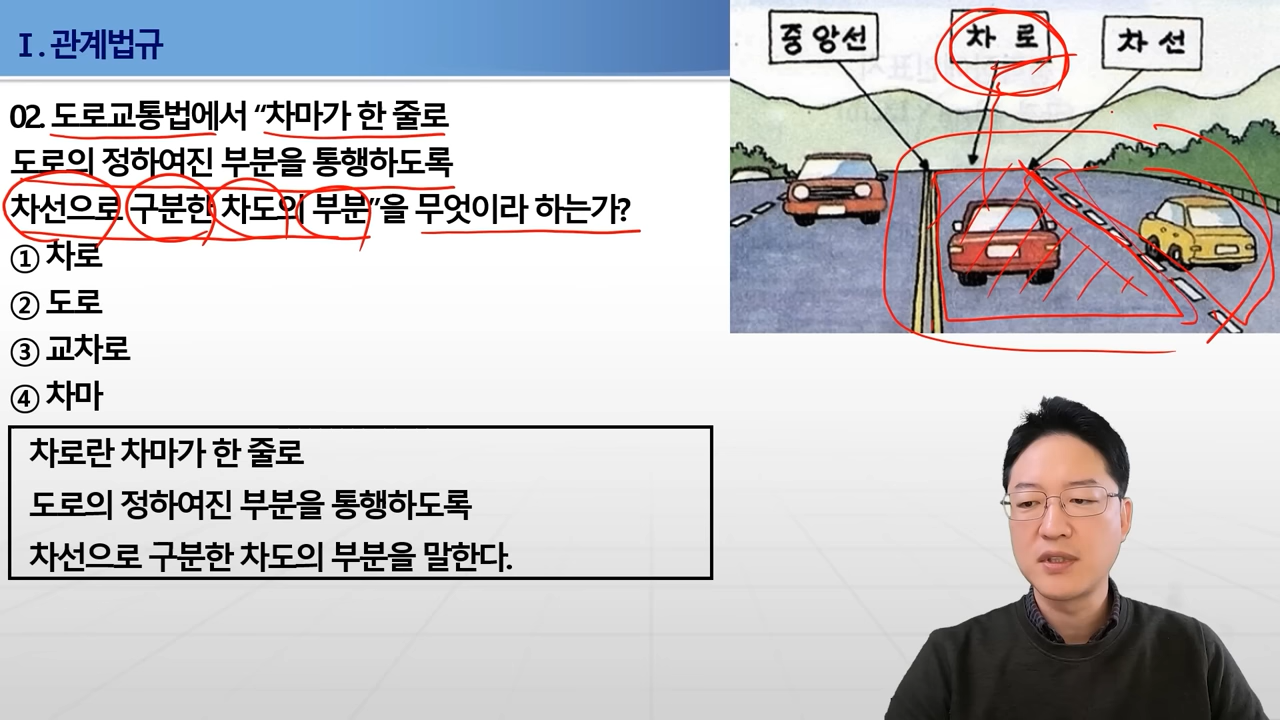 Ⅰ. 관계법규
02. 도로교통법에서 “차마가 한 줄로
도로의 정하여진 부분을 통행하도록
차선으로 구분한 차도의 부분”을 무엇이라 하는가?
① 차로
② 도로
③ 교차로
④ 차마
차로란 차마가 한 줄로
도로의 정하여진 부분을 통행하도록
차선으로 구분한 차도의 부분을 말한다.
중앙선
차로
차선